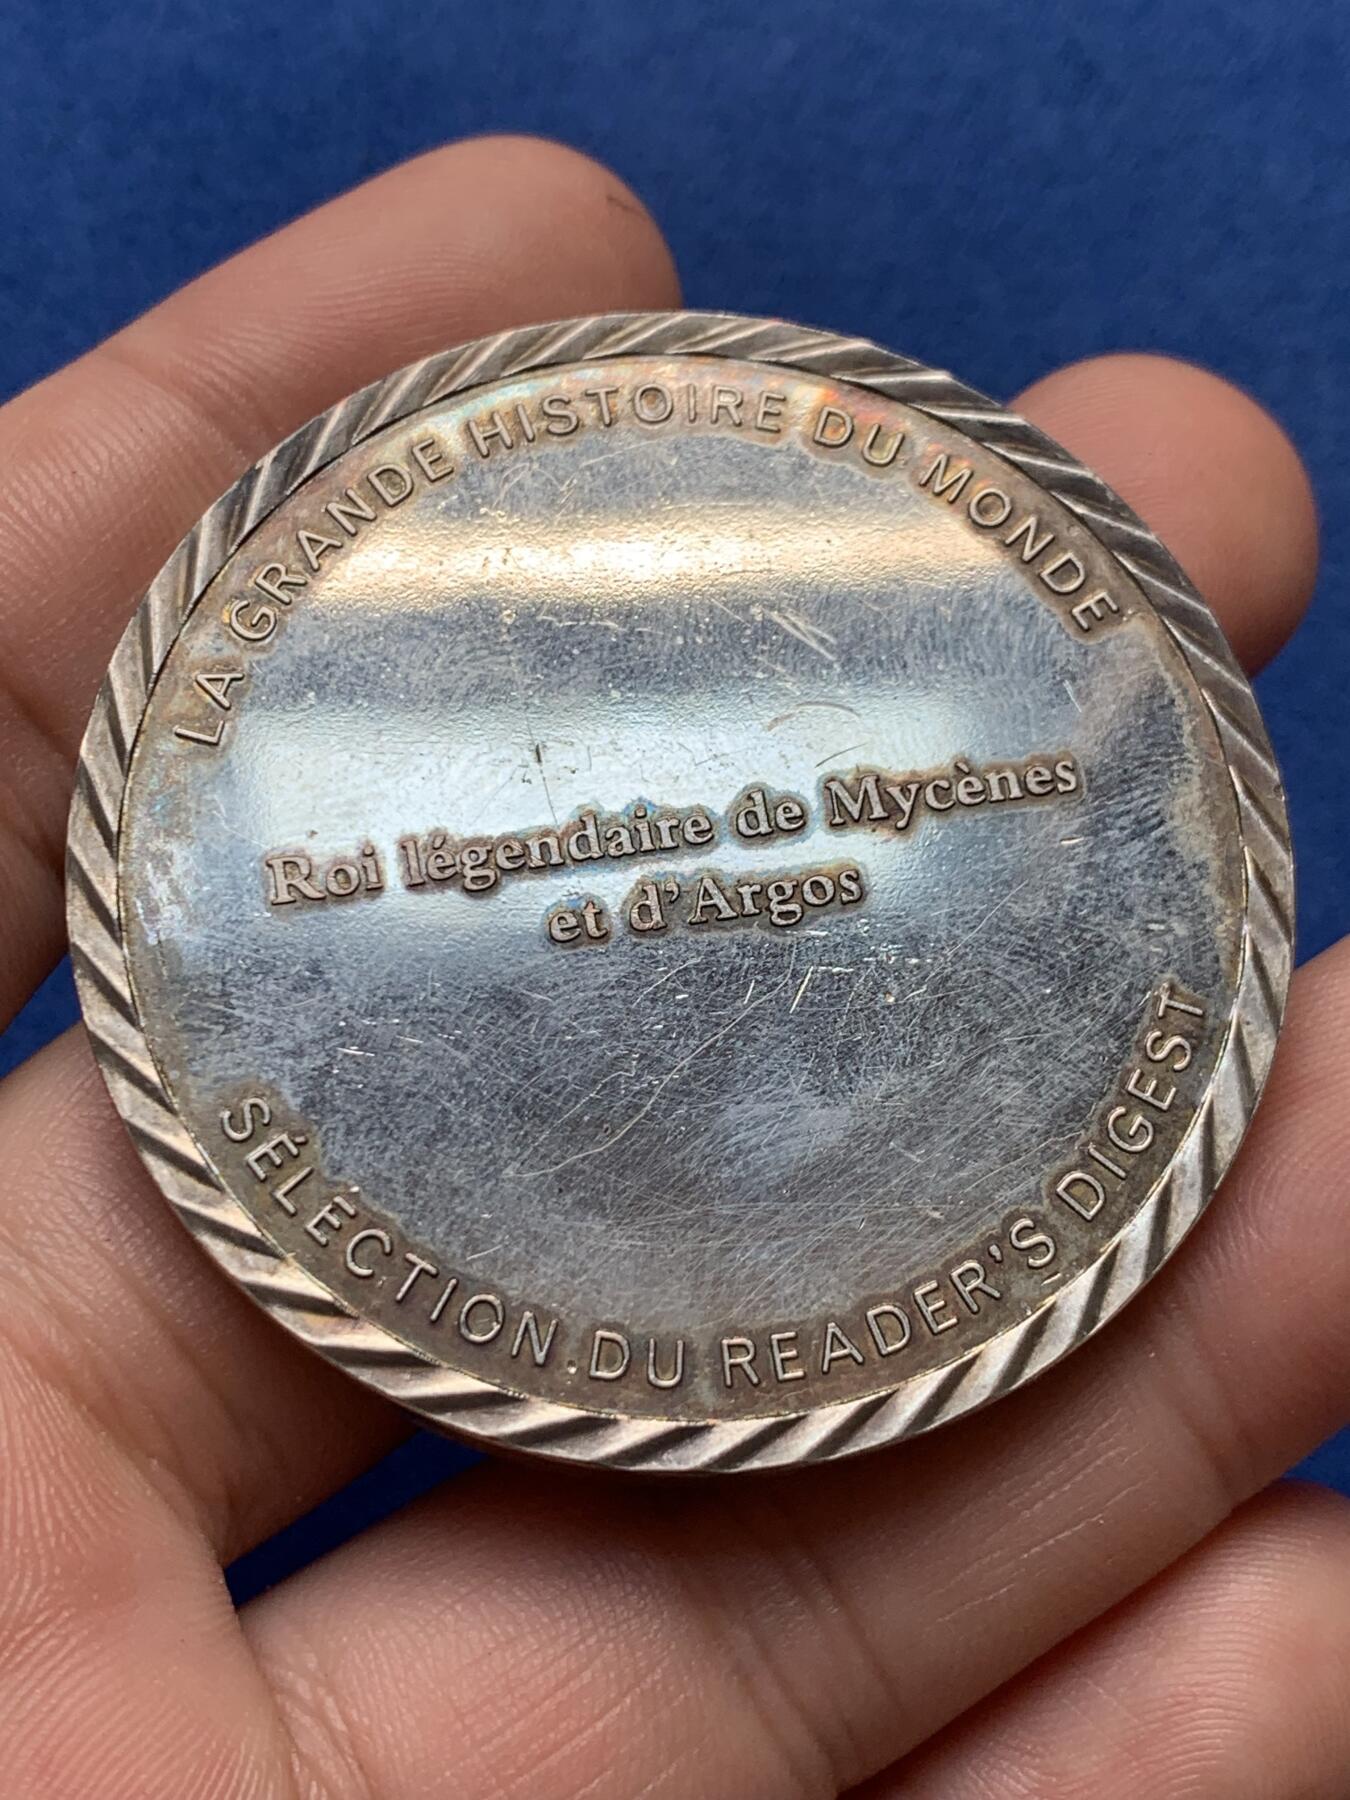 LA GRANDE HISTOIRE DU MONDE
Roi légendaire de Mycènes
et d'Argos
SÉLECTION DU READER'S DIGEST